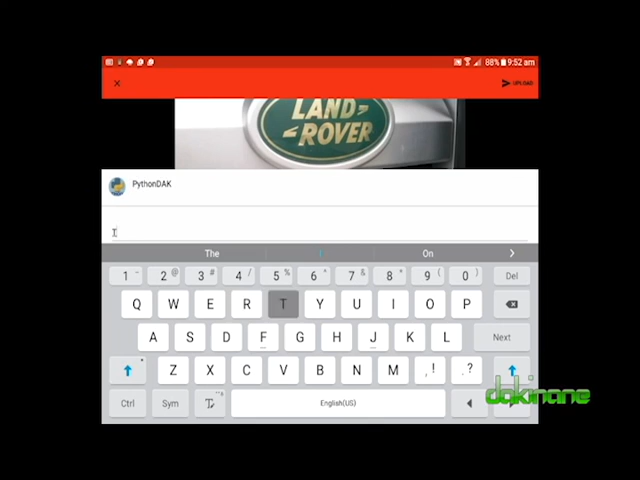 88% 9:52 am
UPLOAD
LAND
ROVER
PythonDAK
The On
1 - 2 @ 3 # 4 / 5 % 6 ^ 7 & 8 * 9 ( 0 ) Del
Q W E R T Y U I O P
A S D F G H J K L Next
Z X C V B N M , ! . ?
Ctrl Sym English(US)
dakinane